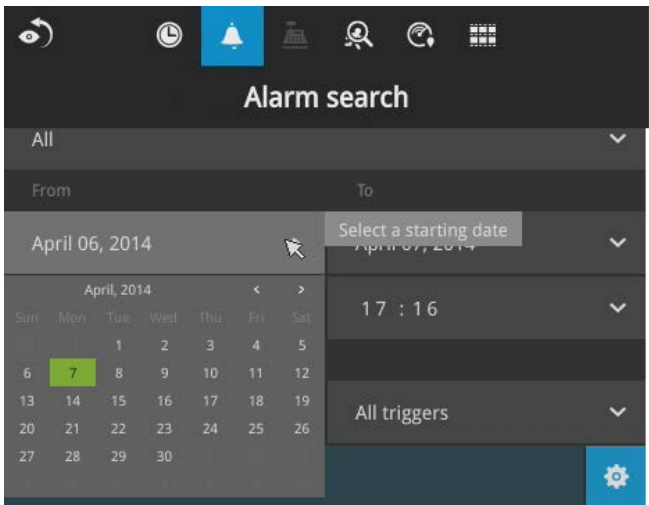 Alarm search
All
From To
April 06, 2014
Select a starting date
April, 2014 < >
Sun Mon Tue Wed Thu Fri Sat
1 2 3 4 5
17 : 16
6 7 8 9 10 11 12
13 14 15 16 17 18 19
All triggers
20 21 22 23 24 25 26
27 28 29 30